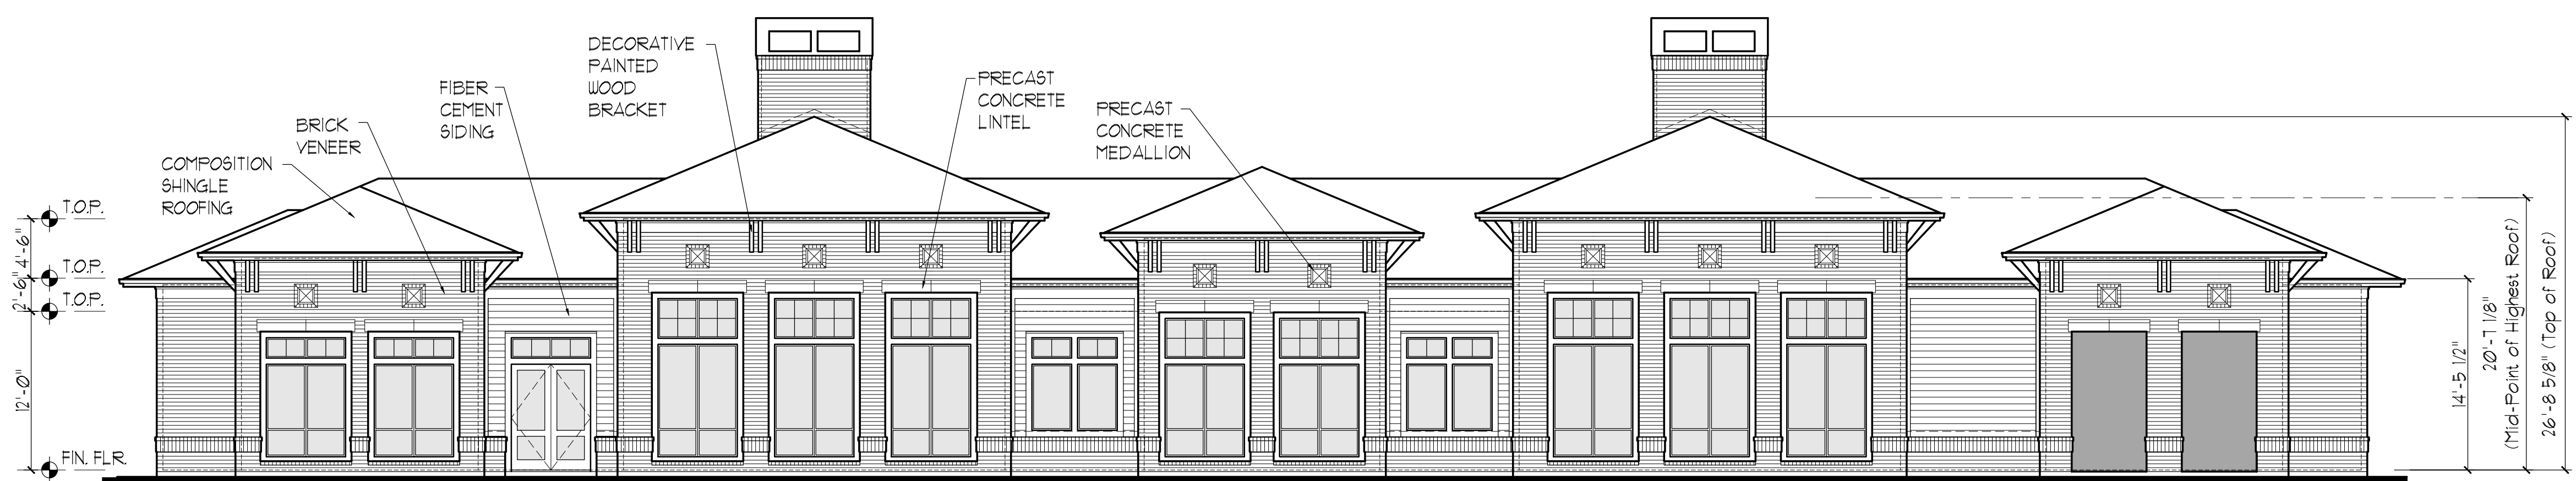 DECORATIVE
PAINTED
WOOD
BRACKET
FIBER
CEMENT
SIDING
PRECAST
CONCRETE
LINTEL
PRECAST
CONCRETE
MEDALLION
BRICK
VENEER
COMPOSITION
SHINGLE
ROOFING
T.O.P.
4'-6"
T.O.P.
2'-6"
T.O.P.
12'-0"
FIN. FLR.
14'-5 1/2"
20'-7 1/8"
(Mid-Point of Highest Roof)
26'-8 5/8" (Top of Roof)